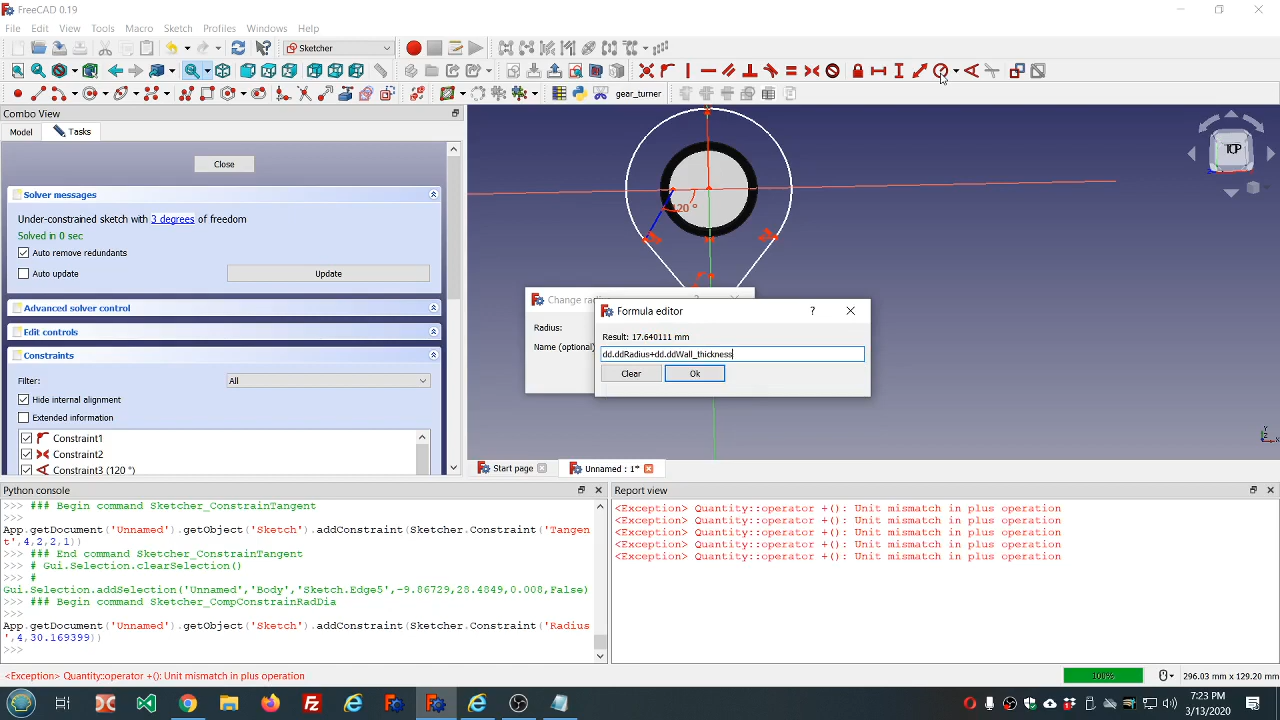 FreeCAD 0.19
File Edit View Tools Macro Sketch Profiles Windows Help
Sketcher
gear_turner
Combo View
Model Tasks
Close
Solver messages
Under-constrained sketch with 3 degrees of freedom
Solved in 0 sec
Auto remove redundants
Auto update Update
Advanced solver control
Edit controls
Constraints
Filter: All
Hide internal alignment
Extended information
Constraint1
Constraint2
Constraint3 (120 °)
TOP
120 °
Radius:
Name (optional)
Formula editor ?
Result: 17.640111 mm
dd.ddRadius+dd.ddWall_thickness
Clear Ok
Start page Unnamed : 1*
Python console
>>> ### Begin command Sketcher_ConstrainTangent
>>>
App.getDocument('Unnamed').getObject('Sketch').addConstraint(Sketcher.Constraint('Tangen
t',4,2,2,1))
>>> ### End command Sketcher_ConstrainTangent
>>> # Gui.Selection.clearSelection()
>>> #
Gui.Selection.addSelection('Unnamed','Body','Sketch.Edge5',-9.86729,28.4849,0.008,False)
>>> ### Begin command Sketcher_CompConstrainRadDia
>>>
App.getDocument('Unnamed').getObject('Sketch').addConstraint(Sketcher.Constraint('Radius
',4,30.169399))
>>>
Report view
<Exception> Quantity::operator +(): Unit mismatch in plus operation
<Exception> Quantity::operator +(): Unit mismatch in plus operation
<Exception> Quantity::operator +(): Unit mismatch in plus operation
<Exception> Quantity::operator +(): Unit mismatch in plus operation
<Exception> Quantity::operator +(): Unit mismatch in plus operation
<Exception> Quantity::operator +(): Unit mismatch in plus operation
100%
296.03 mm x 129.20 mm
7:23 PM
3/13/2020